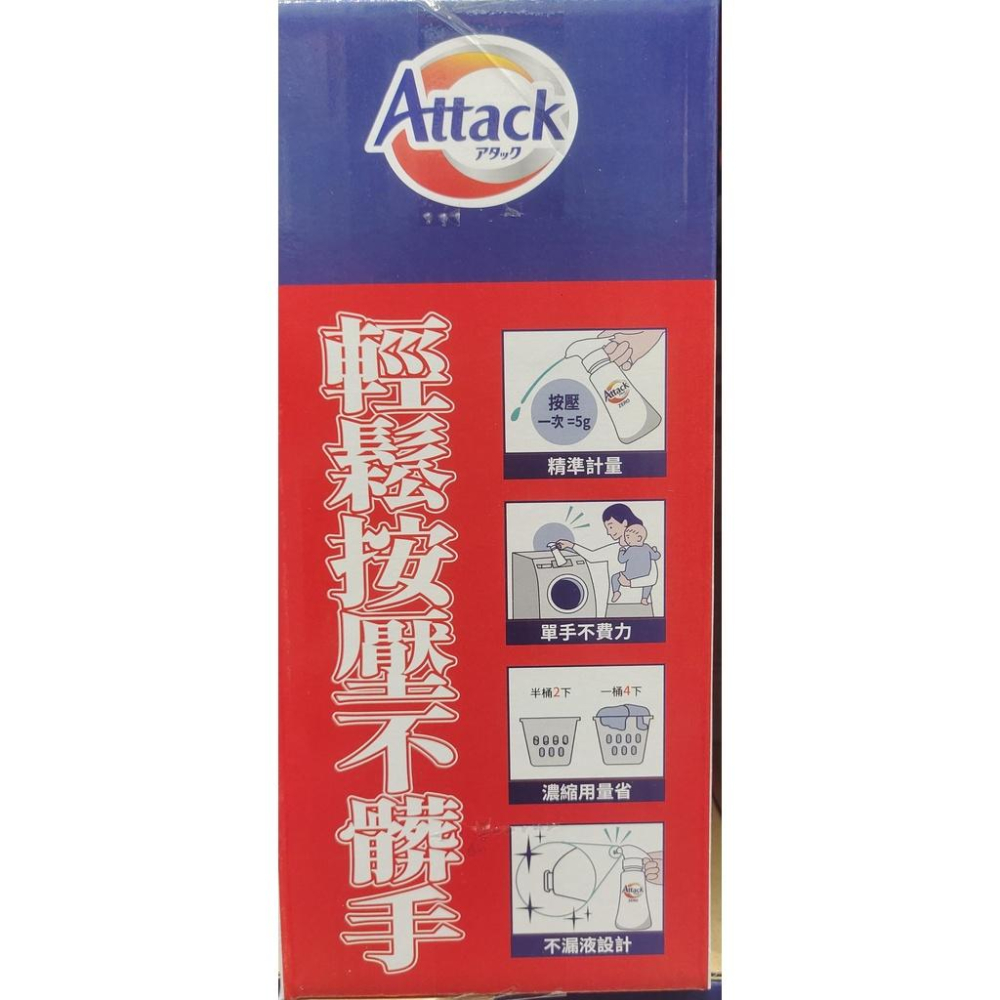 Attack
アタック
輕鬆按壓不髒手
按壓
一次=5g
Attack
ZERO
精準計量
單手不費力
半桶2下 一桶4下
濃縮用量省
Attack
ZERO
不漏液設計